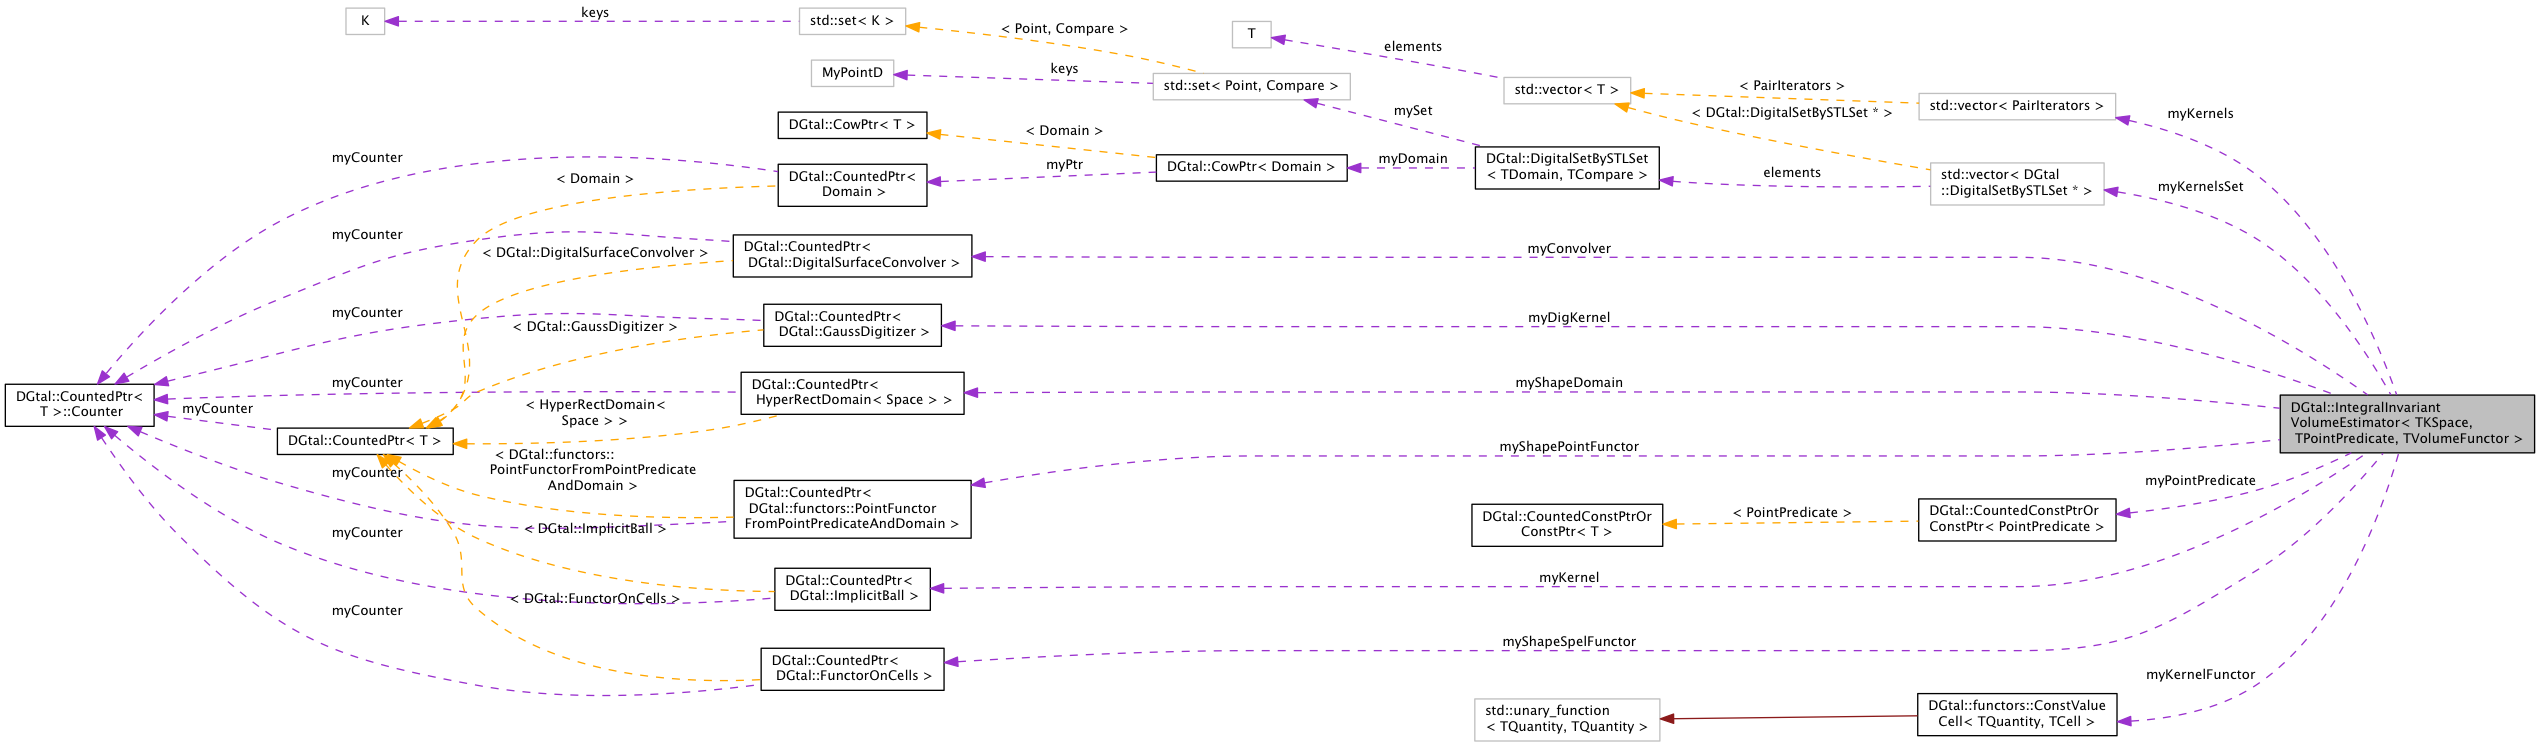 K
keys
std::set< K >
< Point, Compare >
T
elements
MyPointD
keys
std::set< Point, Compare >
std::vector< T >
< PairIterators >
std::vector< PairIterators >
myKernels
DGtal::CowPtr< T >
< Domain >
mySet
< DGtal::DigitalSetBySTLSet * >
myCounter
< Domain >
DGtal::CountedPtr<
Domain >
myPtr
DGtal::CowPtr< Domain >
myDomain
DGtal::DigitalSetBySTLSet
< TDomain, TCompare >
elements
std::vector< DGtal
::DigitalSetBySTLSet * >
myKernelsSet
myCounter
< DGtal::DigitalSurfaceConvolver >
DGtal::CountedPtr<
DGtal::DigitalSurfaceConvolver >
myConvolver
myCounter
< DGtal::GaussDigitizer >
DGtal::CountedPtr<
DGtal::GaussDigitizer >
myDigKernel
DGtal::CountedPtr<
T >::Counter
myCounter
myCounter
DGtal::CountedPtr< T >
< HyperRectDomain<
Space > >
DGtal::CountedPtr<
HyperRectDomain< Space > >
myShapeDomain
DGtal::IntegralInvariant
VolumeEstimator< TKSpace,
TPointPredicate, TVolumeFunctor >
myCounter
< DGtal::functors::
PointFunctorFromPointPredicate
AndDomain >
DGtal::CountedPtr<
DGtal::functors::PointFunctor
FromPointPredicateAndDomain >
myShapePointFunctor
DGtal::CountedConstPtrOr
ConstPtr< T >
< PointPredicate >
DGtal::CountedConstPtrOr
ConstPtr< PointPredicate >
myPointPredicate
myCounter
< DGtal::ImplicitBall >
DGtal::CountedPtr<
DGtal::ImplicitBall >
myKernel
myCounter
< DGtal::FunctorOnCells >
DGtal::CountedPtr<
DGtal::FunctorOnCells >
myShapeSpelFunctor
std::unary_function
< TQuantity, TQuantity >
DGtal::functors::ConstValue
Cell< TQuantity, TCell >
myKernelFunctor